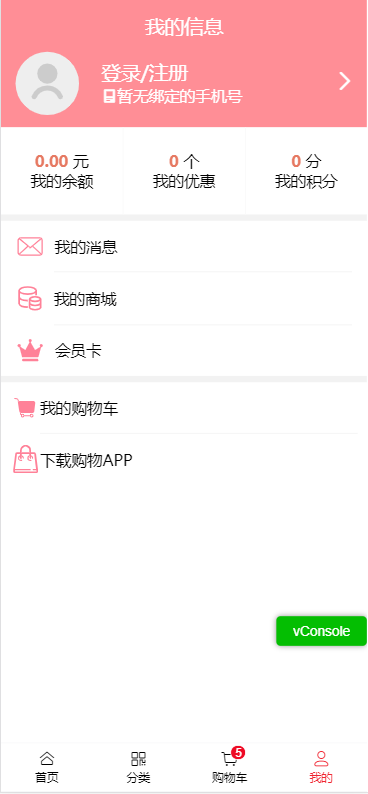 我的信息
登录/注册
暂无绑定的手机号
0.00 元
我的余额
0 个
我的优惠
0 分
我的积分
我的消息
我的商城
会员卡
我的购物车
下载购物APP
vConsole
5
首页
分类
购物车
我的